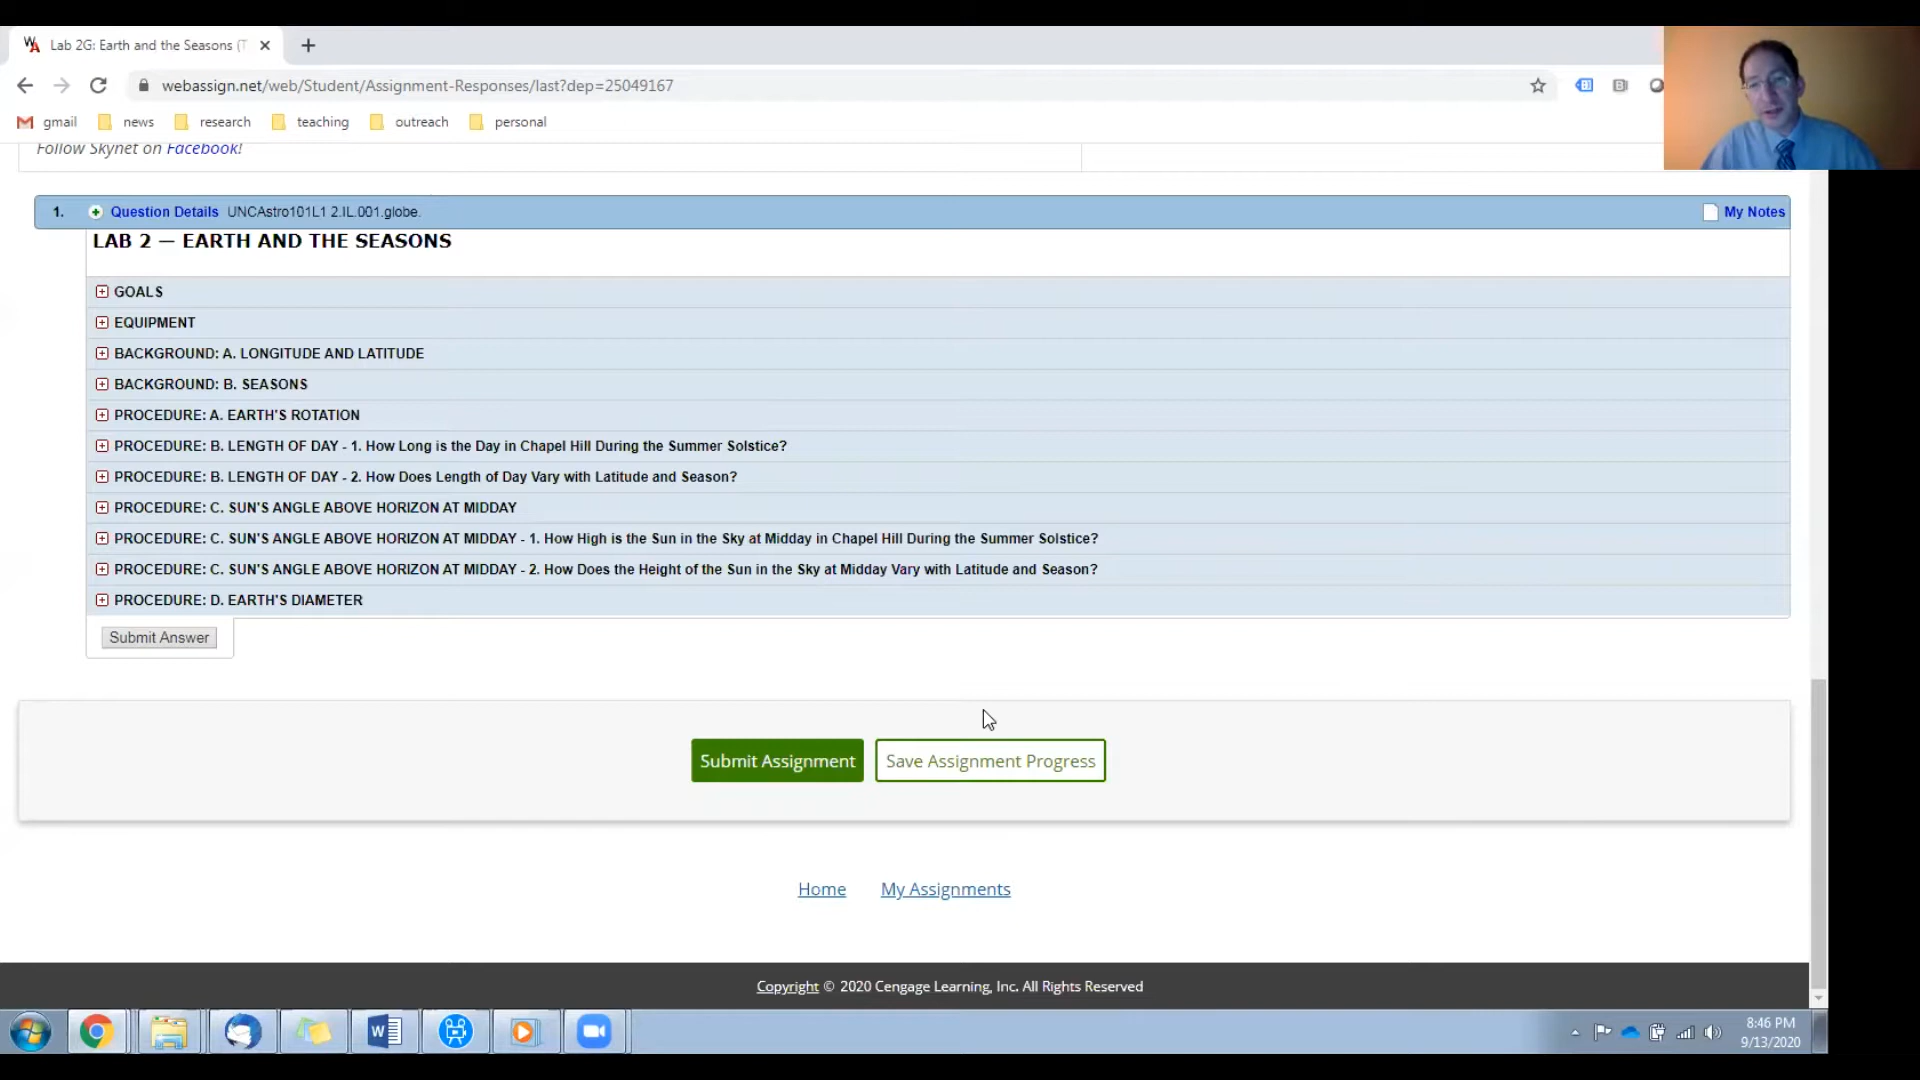 Lab 2G: Earth and the Seasons (T
webassign.net/web/Student/Assignment-Responses/last?dep=25049167
gmail news research teaching outreach personal
Follow Skynet on Facebook!
1. Question Details UNCAstro101L1 2.IL.001.globe. My Notes
LAB 2 — EARTH AND THE SEASONS
GOALS
EQUIPMENT
BACKGROUND: A. LONGITUDE AND LATITUDE
BACKGROUND: B. SEASONS
PROCEDURE: A. EARTH'S ROTATION
PROCEDURE: B. LENGTH OF DAY - 1. How Long is the Day in Chapel Hill During the Summer Solstice?
PROCEDURE: B. LENGTH OF DAY - 2. How Does Length of Day Vary with Latitude and Season?
PROCEDURE: C. SUN'S ANGLE ABOVE HORIZON AT MIDDAY
PROCEDURE: C. SUN'S ANGLE ABOVE HORIZON AT MIDDAY - 1. How High is the Sun in the Sky at Midday in Chapel Hill During the Summer Solstice?
PROCEDURE: C. SUN'S ANGLE ABOVE HORIZON AT MIDDAY - 2. How Does the Height of the Sun in the Sky at Midday Vary with Latitude and Season?
PROCEDURE: D. EARTH'S DIAMETER
Submit Answer
Submit Assignment Save Assignment Progress
Home My Assignments
Copyright © 2020 Cengage Learning, Inc. All Rights Reserved
8:46 PM
9/13/2020